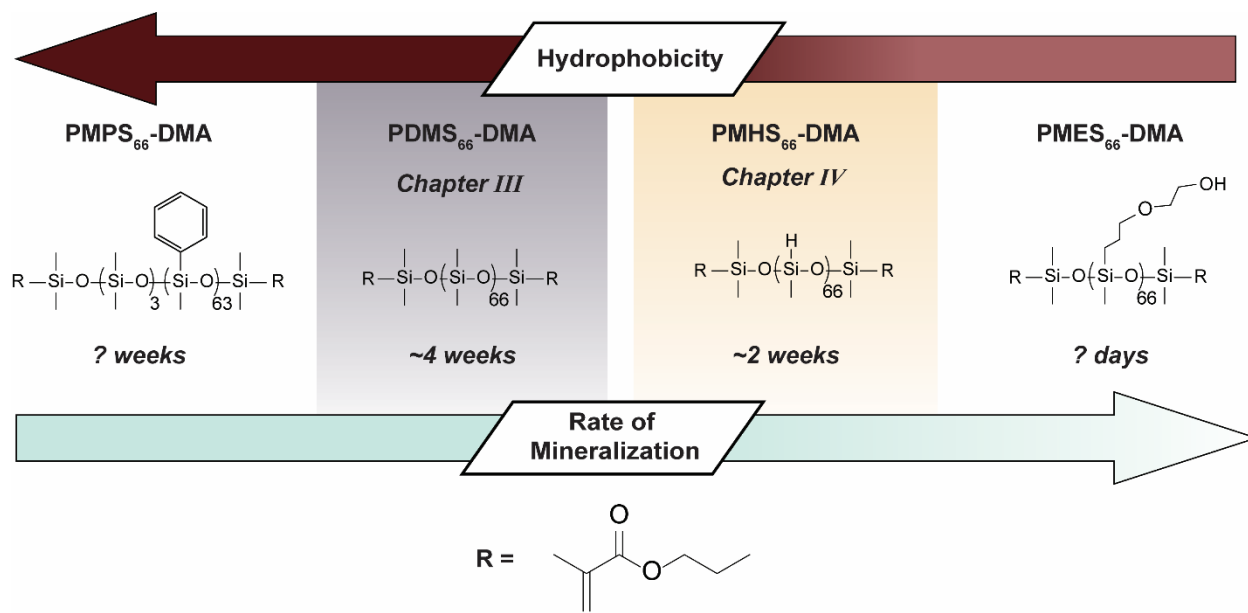 Hydrophobicity
PMPS₆₆-DMA
PDMS₆₆-DMA
PMHS₆₆-DMA
PMES₆₆-DMA
Chapter III
Chapter IV
R Si O ( Si O )₃ ( Si O )₆₃ Si R
R Si O ( Si O )₆₆ Si R
H
R Si O ( Si O )₆₆ Si R
O OH
R Si O ( Si O )₆₆ Si R
? weeks
~4 weeks
~2 weeks
? days
Rate of
Mineralization
O
R = O